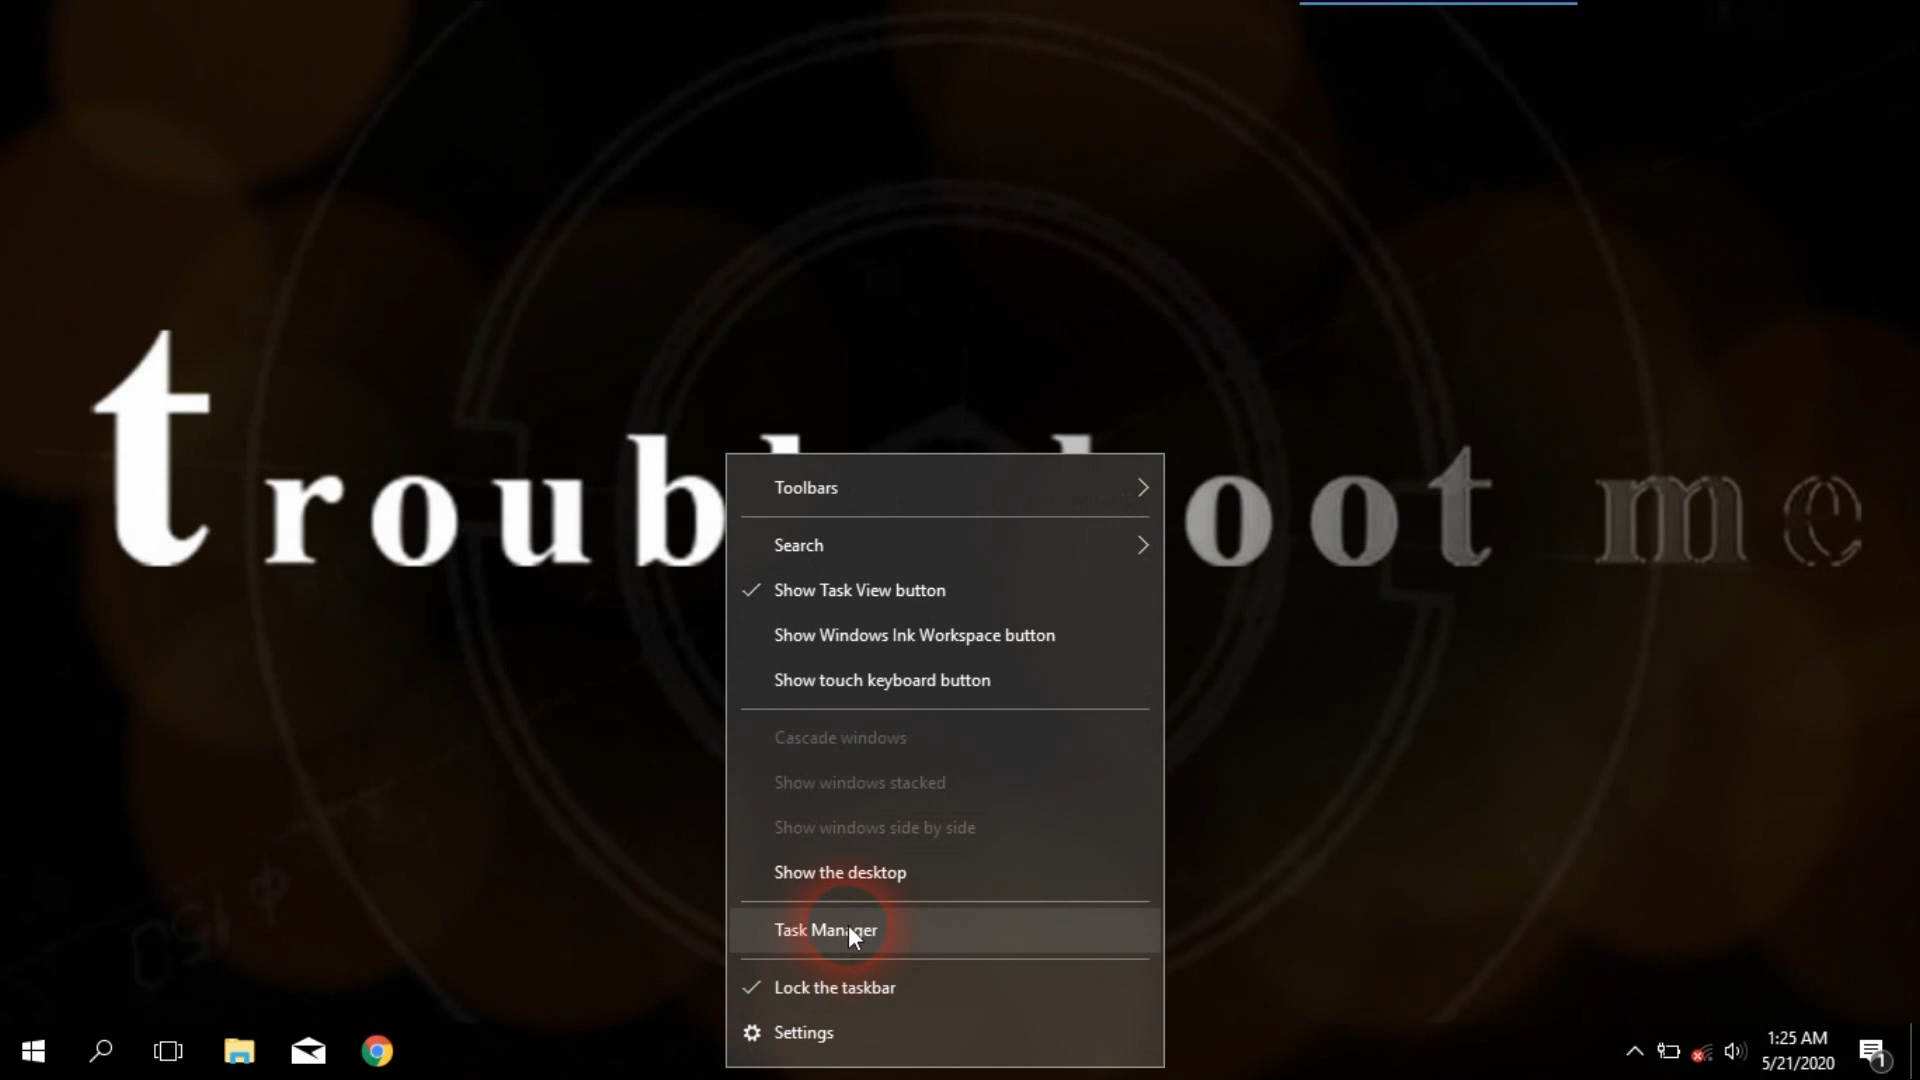 troub oot me
Toolbars
Search
Show Task View button
Show Windows Ink Workspace button
Show touch keyboard button
Cascade windows
Show windows stacked
Show windows side by side
Show the desktop
Task Manager
Lock the taskbar
Settings
1:25 AM
5/21/2020
1